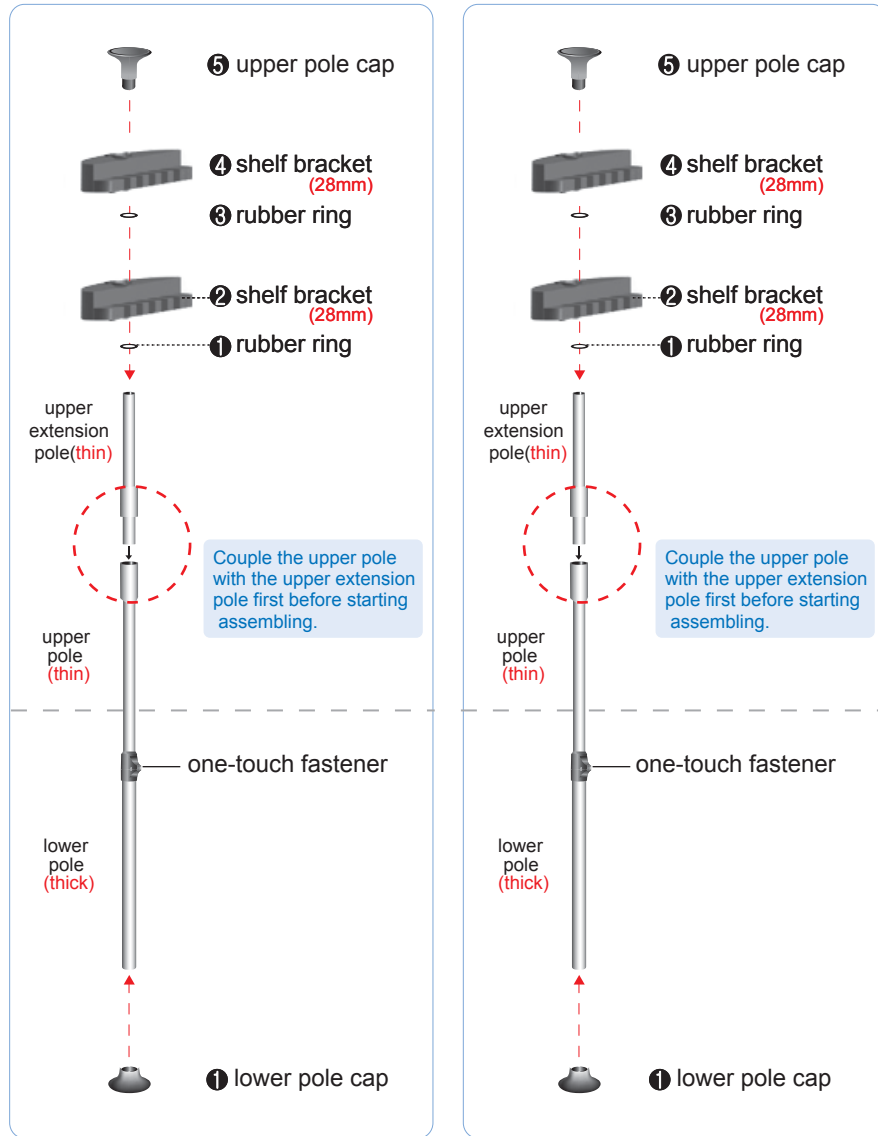 ❺ upper pole cap
❹ shelf bracket
(28mm)
❸ rubber ring
❷ shelf bracket
(28mm)
❶ rubber ring
upper
extension
pole(thin)
Couple the upper pole
with the upper extension
pole first before starting
assembling.
upper
pole
(thin)
one-touch fastener
lower
pole
(thick)
❶ lower pole cap
❺ upper pole cap
❹ shelf bracket
(28mm)
❸ rubber ring
❷ shelf bracket
(28mm)
❶ rubber ring
upper
extension
pole(thin)
Couple the upper pole
with the upper extension
pole first before starting
assembling.
upper
pole
(thin)
one-touch fastener
lower
pole
(thick)
❶ lower pole cap